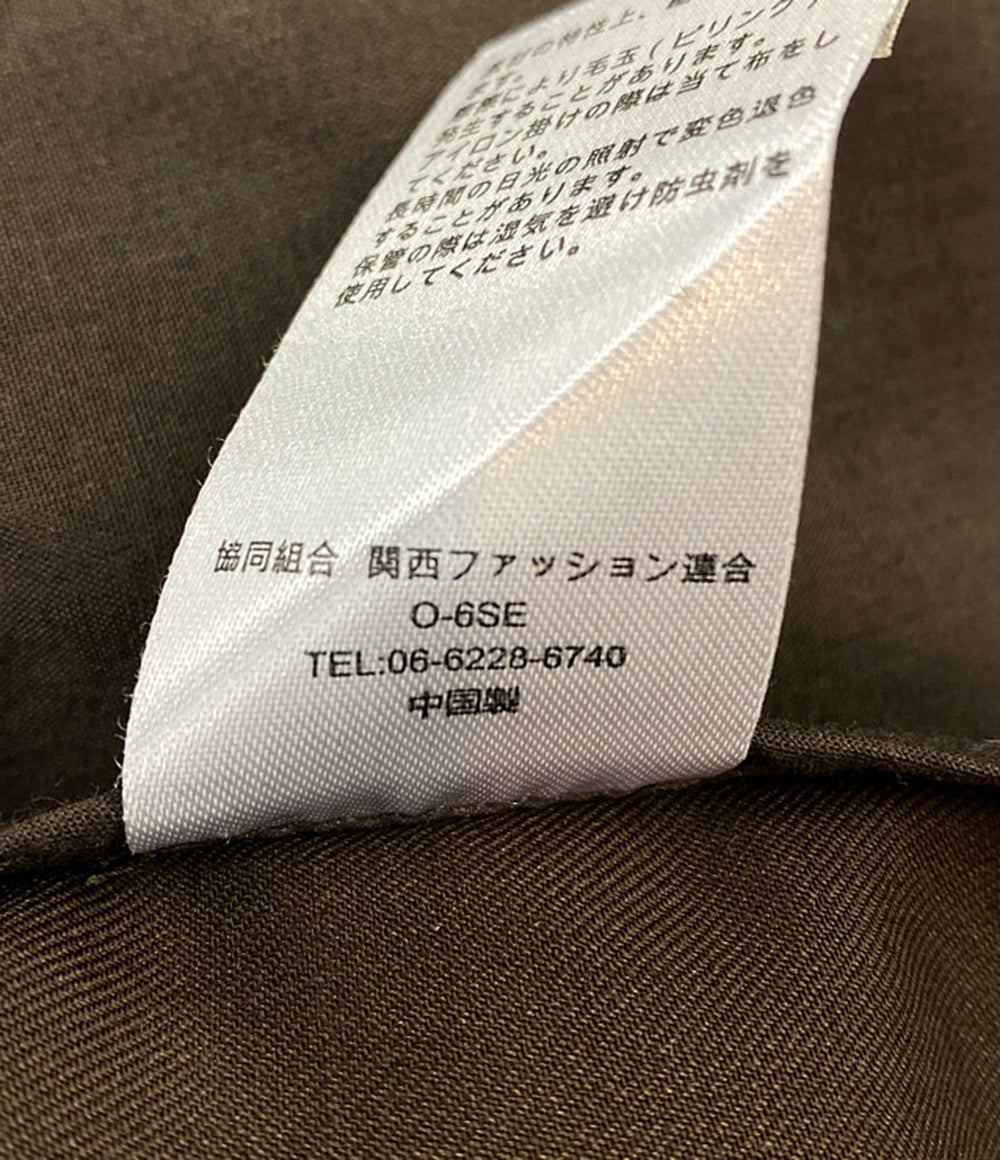 の特性上、
ます。
により毛玉(ピリング)
発生することがあります。
アイロン掛けの際は当て布をし
てください。
長時間の日光の照射で変色退色
することがあります。
保管の際は湿気を避け防虫剤を
使用してください。
協同組合 関西ファッション連合
O-6SE
TEL:06-6228-6740
中国製